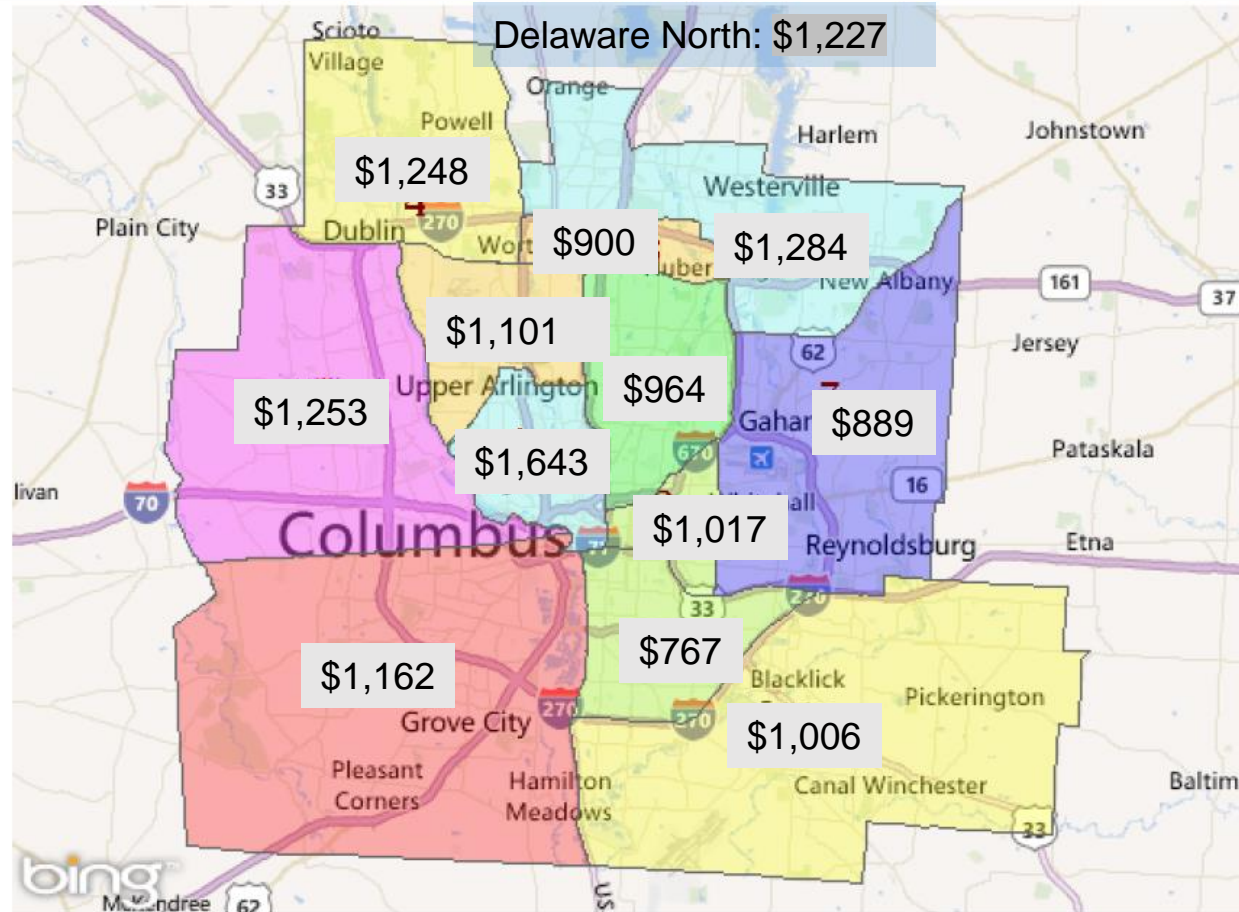 Delaware North: $1,227
Scioto
Village
Orange
Powell
Harlem
Johnstown
$1,248
33
Westerville
Plain City
270
Dublin
$900
$1,284
New Albany
161
37
$1,101
62
Jersey
Upper Arlington
$964
$1,253
$889
670
Pataskala
$1,643
16
livan
70
Columbus
$1,017
Reynoldsburg
Etna
33
$767
$1,162
Blacklick
Pickerington
270
270
Grove City
$1,006
Pleasant
Corners
Hamilton
Meadows
Canal Winchester
Baltim
33
bing
62
US